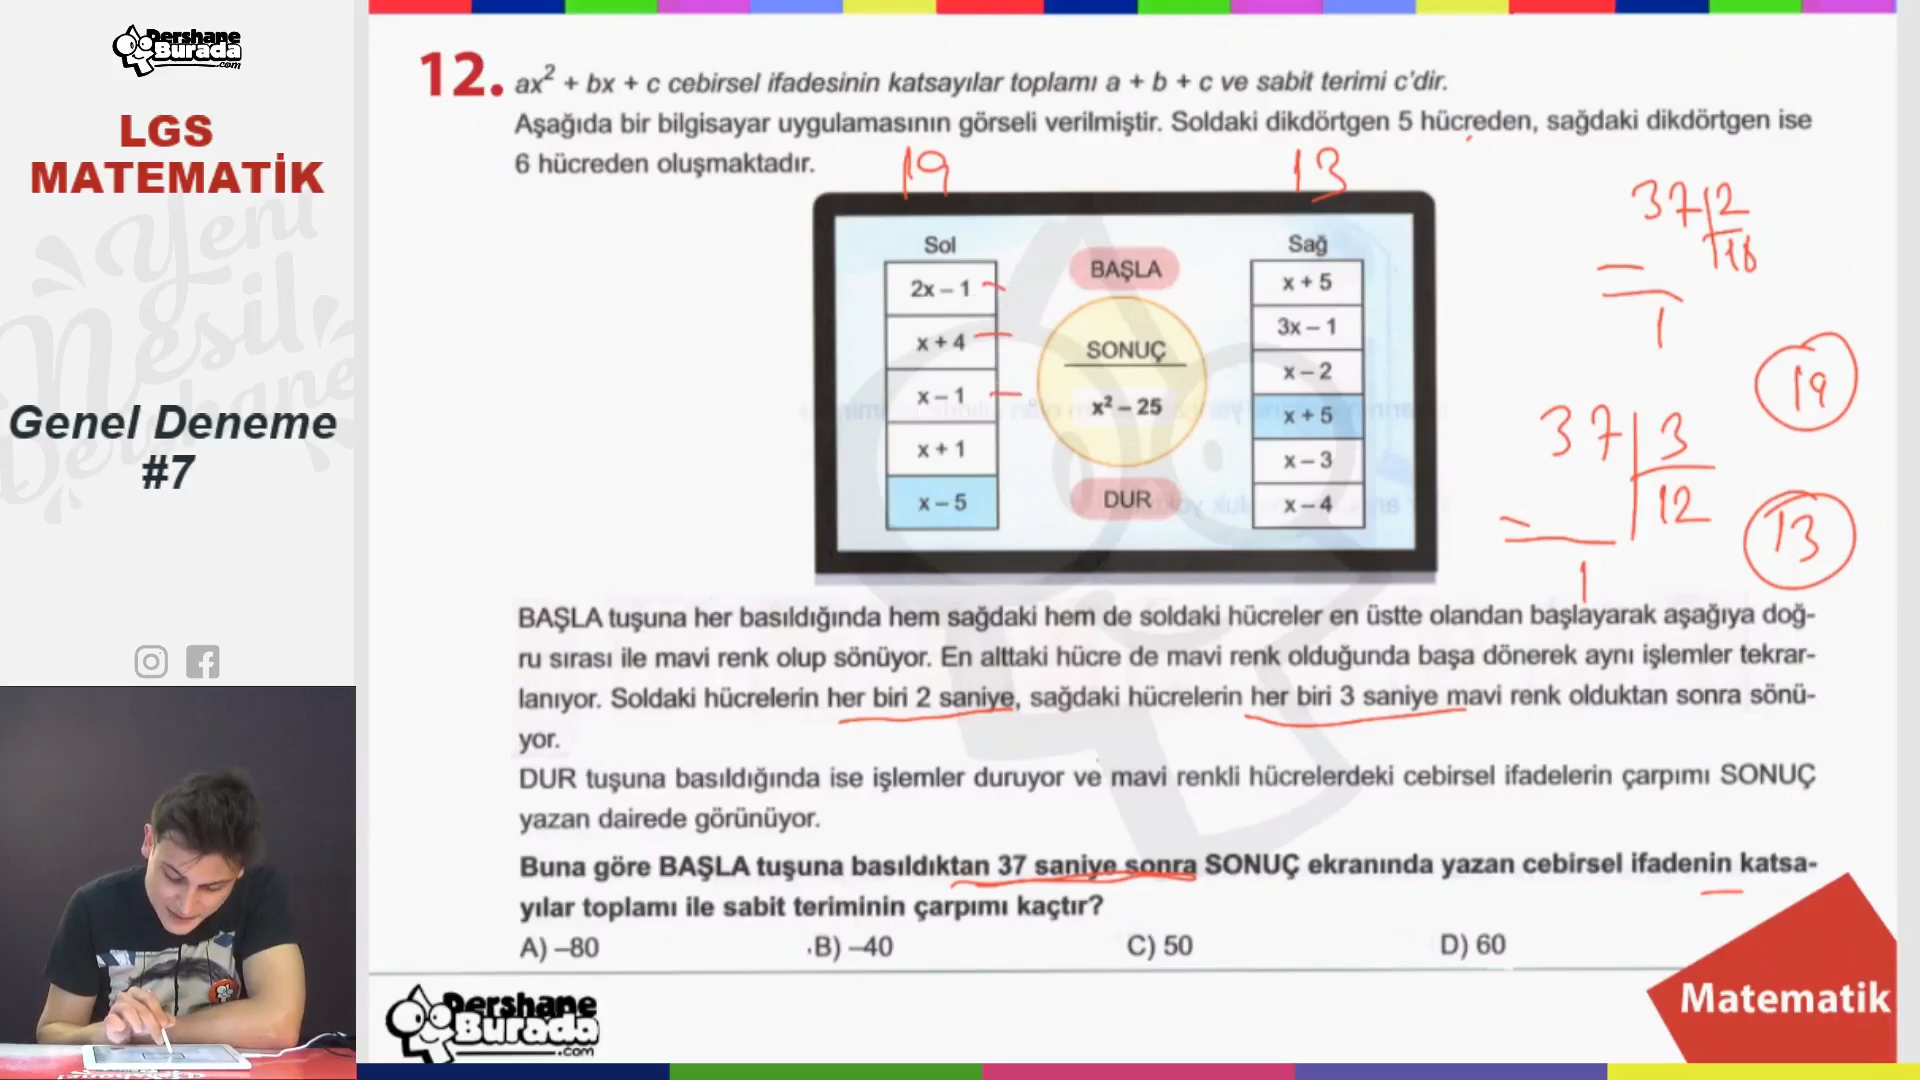 Dershane
Burada
.com
LGS
MATEMATİK
Yeni
Nesil
Dershane
Genel Deneme
#7
12. ax² + bx + c cebirsel ifadesinin katsayılar toplamı a + b + c ve sabit terimi c'dir.
Aşağıda bir bilgisayar uygulamasının görseli verilmiştir. Soldaki dikdörtgen 5 hücreden, sağdaki dikdörtgen ise
6 hücreden oluşmaktadır.
19
13
Sol
2x – 1
x + 4
x – 1
x + 1
x – 5
BAŞLA
SONUÇ
x² – 25
DUR
Sağ
x + 5
3x – 1
x – 2
x + 5
x – 3
x – 4
37 2
18
1
19
37 3
12
1
13
BAŞLA tuşuna her basıldığında hem sağdaki hem de soldaki hücreler en üstte olandan başlayarak aşağıya doğ-
ru sırası ile mavi renk olup sönüyor. En alttaki hücre de mavi renk olduğunda başa dönerek aynı işlemler tekrar-
lanıyor. Soldaki hücrelerin her biri 2 saniye, sağdaki hücrelerin her biri 3 saniye mavi renk olduktan sonra sönü-
yor.
DUR tuşuna basıldığında ise işlemler duruyor ve mavi renkli hücrelerdeki cebirsel ifadelerin çarpımı SONUÇ
yazan dairede görünüyor.
Buna göre BAŞLA tuşuna basıldıktan 37 saniye sonra SONUÇ ekranında yazan cebirsel ifadenin katsa-
yılar toplamı ile sabit teriminin çarpımı kaçtır?
A) –80 B) –40 C) 50 D) 60
Matematik
Dershane
Burada
.com